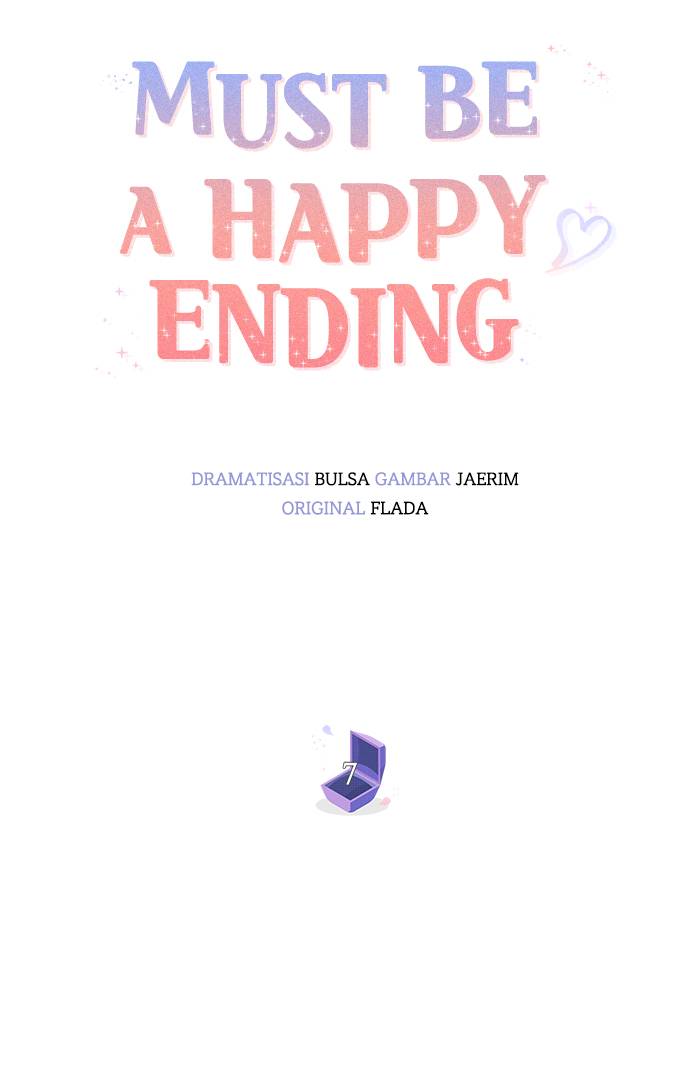 MUST BE
A HAPPY
ENDING
DRAMATISASI BULSA GAMBAR JAERIM
ORIGINAL FLADA
7